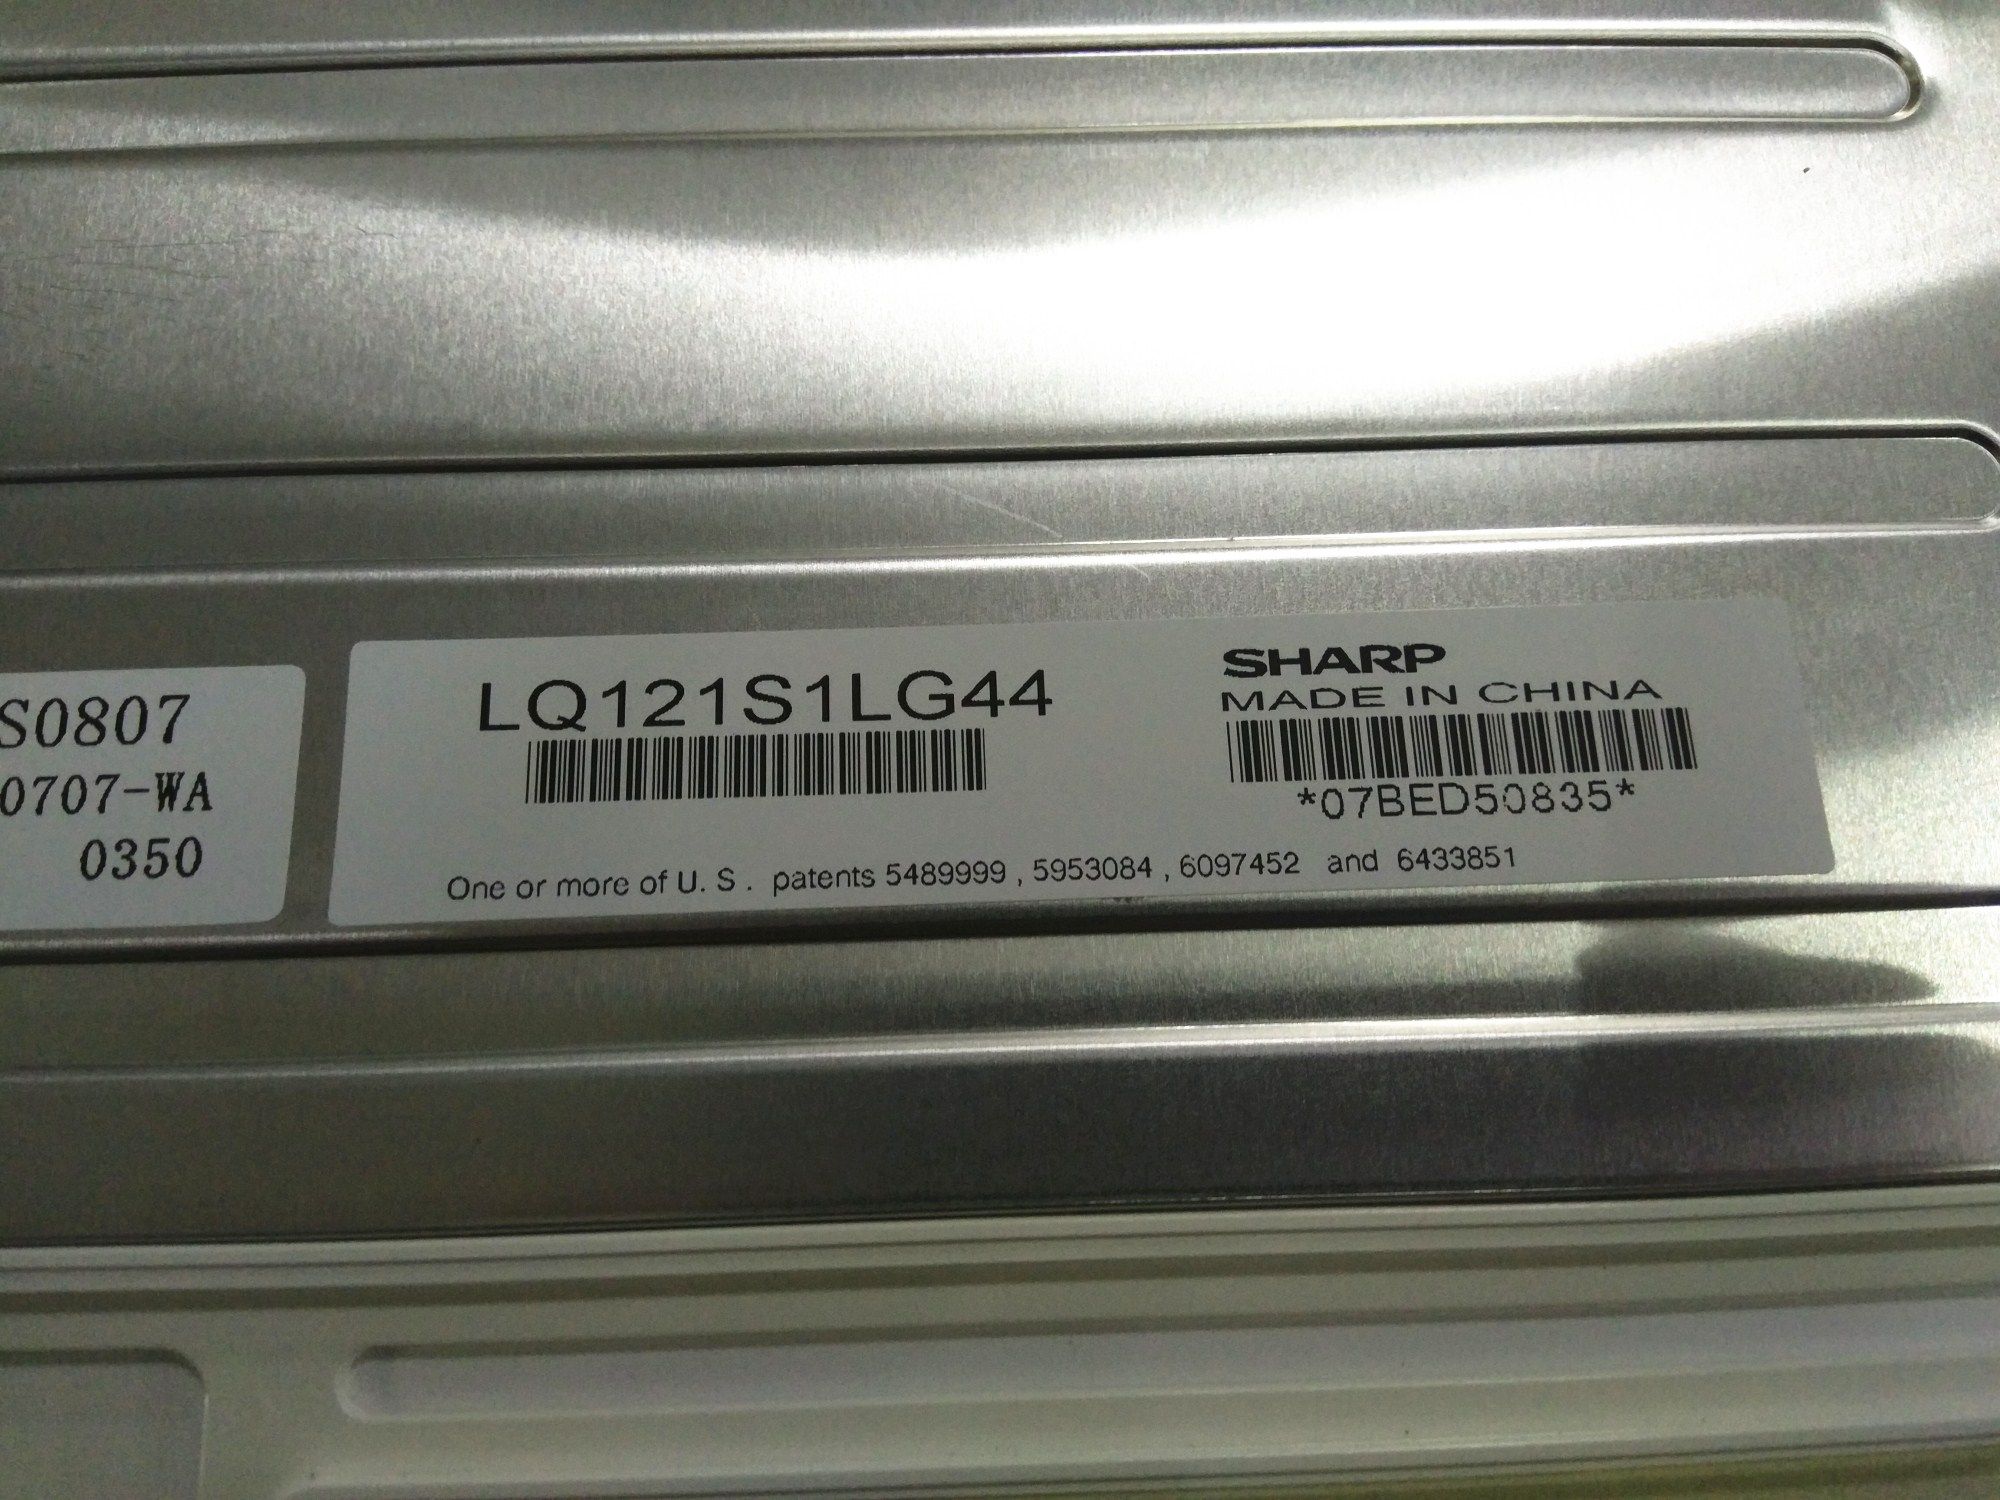 S0807
0707-WA
0350
LQ121S1LG44
SHARP
MADE IN CHINA
*07BED50835*
One or more of U. S. patents 5489999 , 5953084 , 6097452 and 6433851